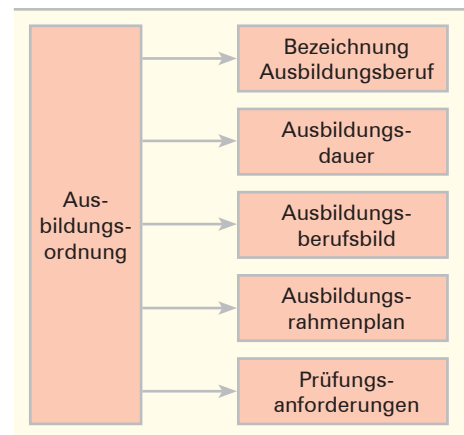 Aus-
bildungs-
ordnung
Bezeichnung
Ausbildungsberuf
Ausbildungs-
dauer
Ausbildungs-
berufsbild
Ausbildungs-
rahmenplan
Prüfungs-
anforderungen